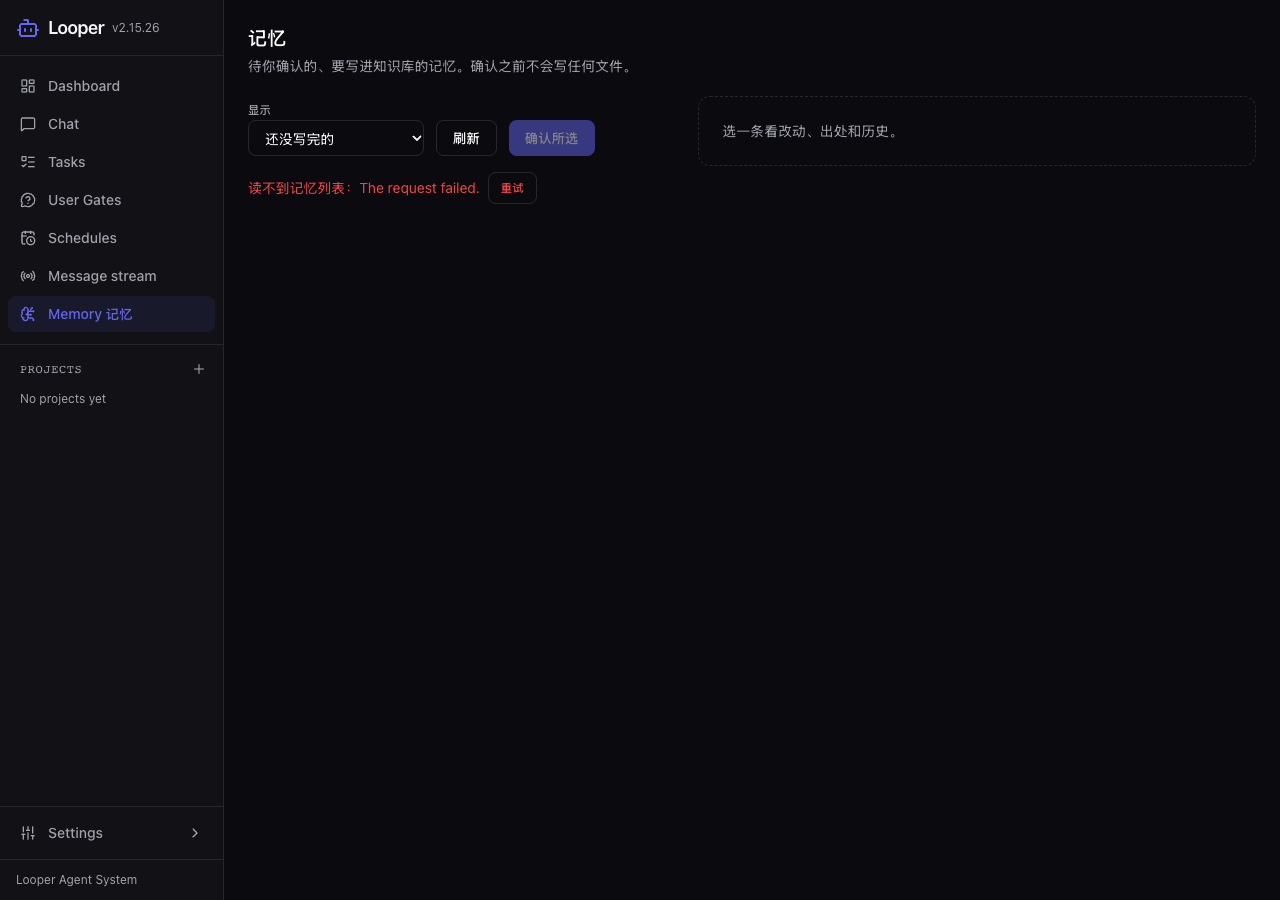 Looper v2.15.26
Dashboard
Chat
Tasks
User Gates
Schedules
Message stream
Memory 记忆
PROJECTS
No projects yet
Settings
Looper Agent System
记忆
待你确认的、要写进知识库的记忆。确认之前不会写任何文件。
显示
还没写完的 刷新 确认所选
读不到记忆列表：The request failed. 重试
选一条看改动、出处和历史。